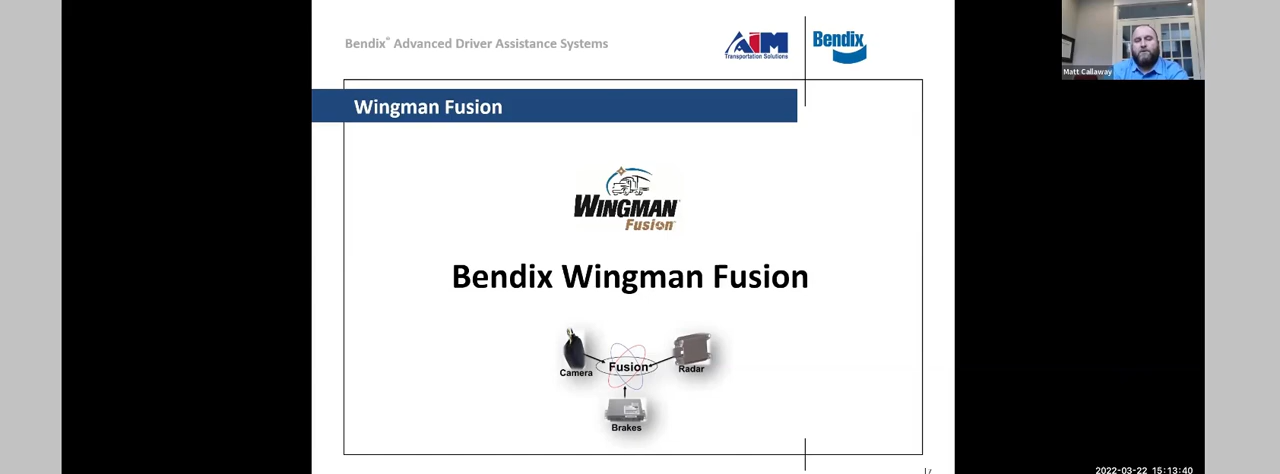 Bendix® Advanced Driver Assistance Systems
AIM
Transportation Solutions
Bendix
Matt Callaway
Wingman Fusion
WINGMAN
Fusion
Bendix Wingman Fusion
Camera
Fusion
Radar
Brakes
2022-03-22 15:13:40